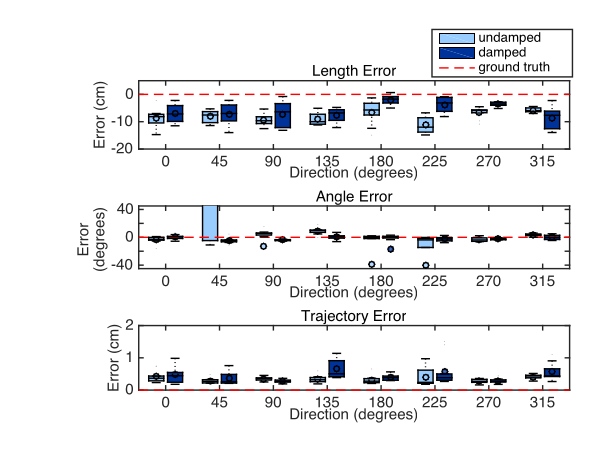 undamped
damped
ground truth
Length Error
Error (cm)
0
-10
-20
0 45 90 135 180 225 270 315
Direction (degrees)
Angle Error
Error
(degrees)
40
0
-40
0 45 90 135 180 225 270 315
Direction (degrees)
Trajectory Error
Error (cm)
2
1
0
0 45 90 135 180 225 270 315
Direction (degrees)